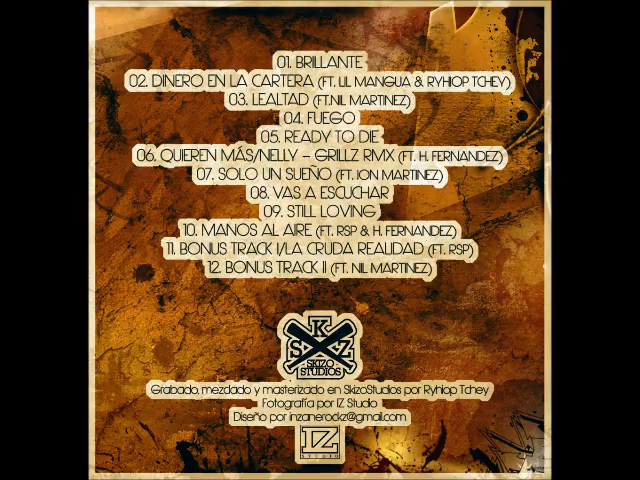 01. BRILLANTE
02. DINERO EN LA CARTERA (FT. LIL MANGUA & RYHIOP TCHEY)
03. LEALTAD (FT.NIL MARTINEZ)
04. FUEGO
05. READY TO DIE
06. QUIEREN MÁS/NELLY - GRILLZ RMX (FT. H. FERNANDEZ)
07. SOLO UN SUEÑO (FT. ION MARTINEZ)
08. VAS A ESCUCHAR
09. STILL LOVING
10. MANOS AL AIRE (FT. RSP & H. FERNANDEZ)
11. BONUS TRACK I/LA CRUDA REALIDAD (FT. RSP)
12. BONUS TRACK II (FT. NIL MARTINEZ)
K
S Z
SKIZO
STUDIOS
Grabado, mezclado y masterizado en SkizoStudios por Ryhiop Tchey
Fotografía por IZ Studio
Diseño por inzanerockz@gmail.com
IZ
STUDIO